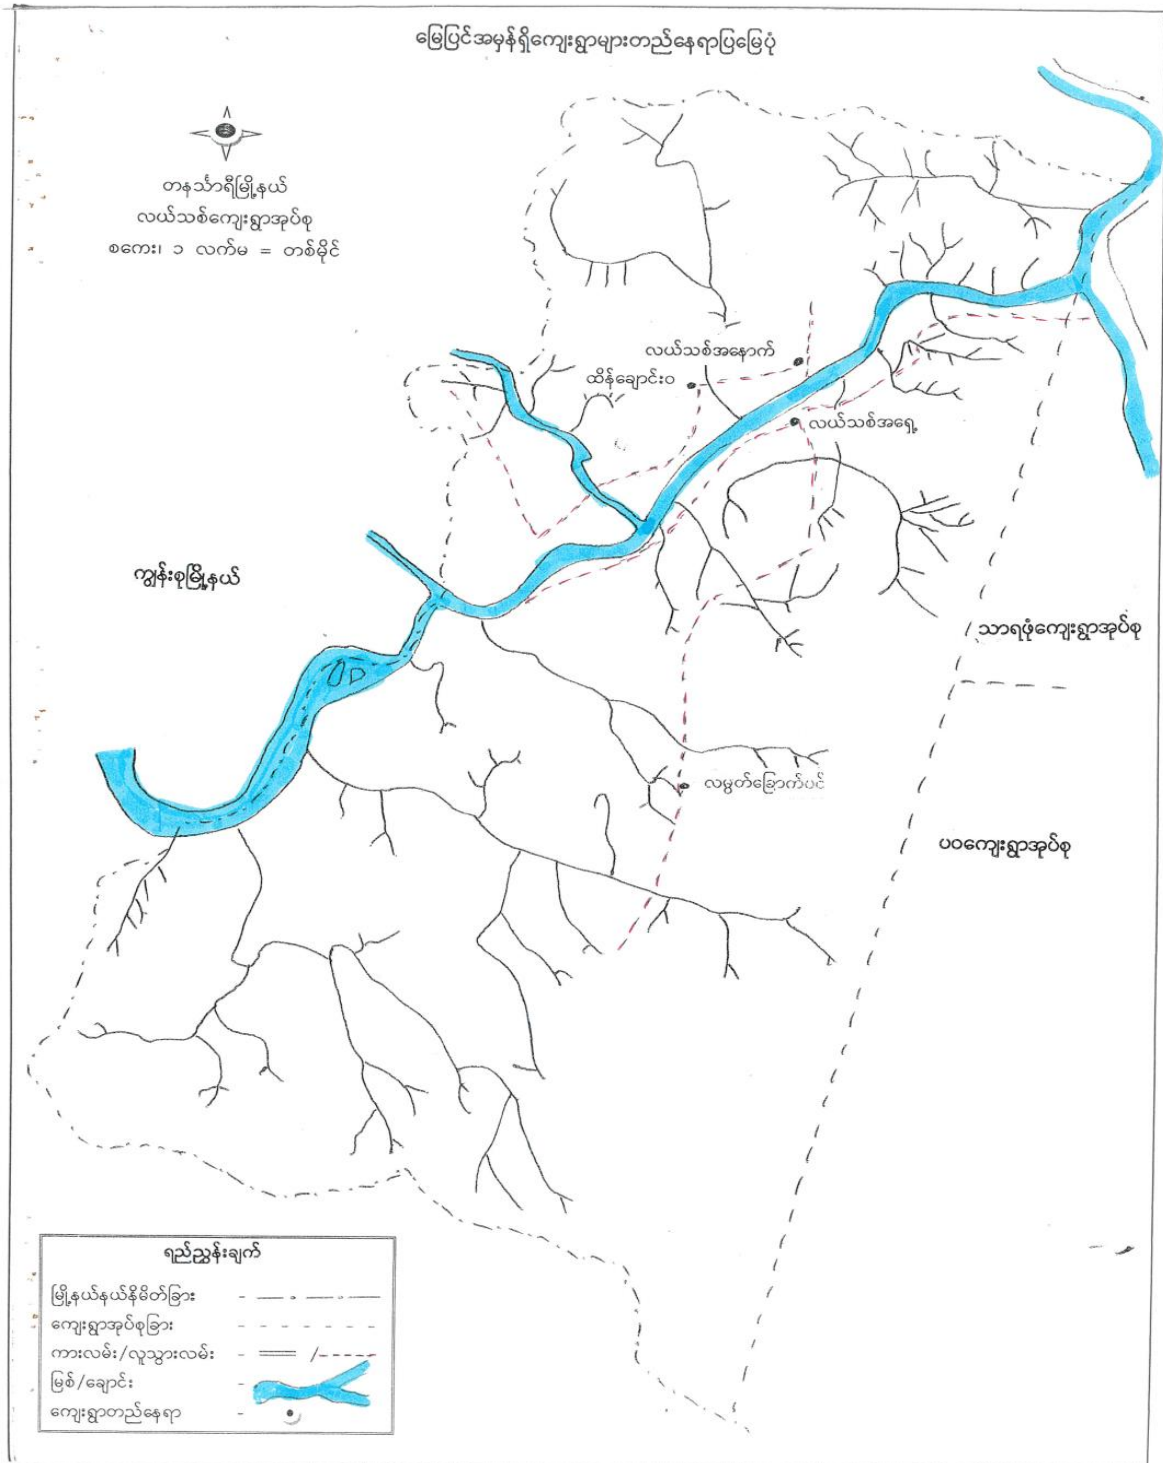 မြေပြင်အမှန်ရှိကျေးရွာများတည်နေရာပြမြေပုံ
တနင်္သာရီမြို့နယ်
လယ်သစ်ကျေးရွာအုပ်စု
စကေး၊ ၁ လက်မ = တစ်မိုင်
လယ်သစ်အနောက်
ထိန်ချောင်းဝ
လယ်သစ်အရှေ့
ကျွန်းစုမြို့နယ်
သာရဖုံကျေးရွာအုပ်စု
လမွတ်ခြောက်ပင်
ပဝကျေးရွာအုပ်စု
ရည်ညွှန်းချက်
မြို့နယ်နယ်နိမိတ်ခြား -
ကျေးရွာအုပ်စုခြား -
ကားလမ်း/လူသွားလမ်း - /
မြစ်/ချောင်း -
ကျေးရွာတည်နေရာ -